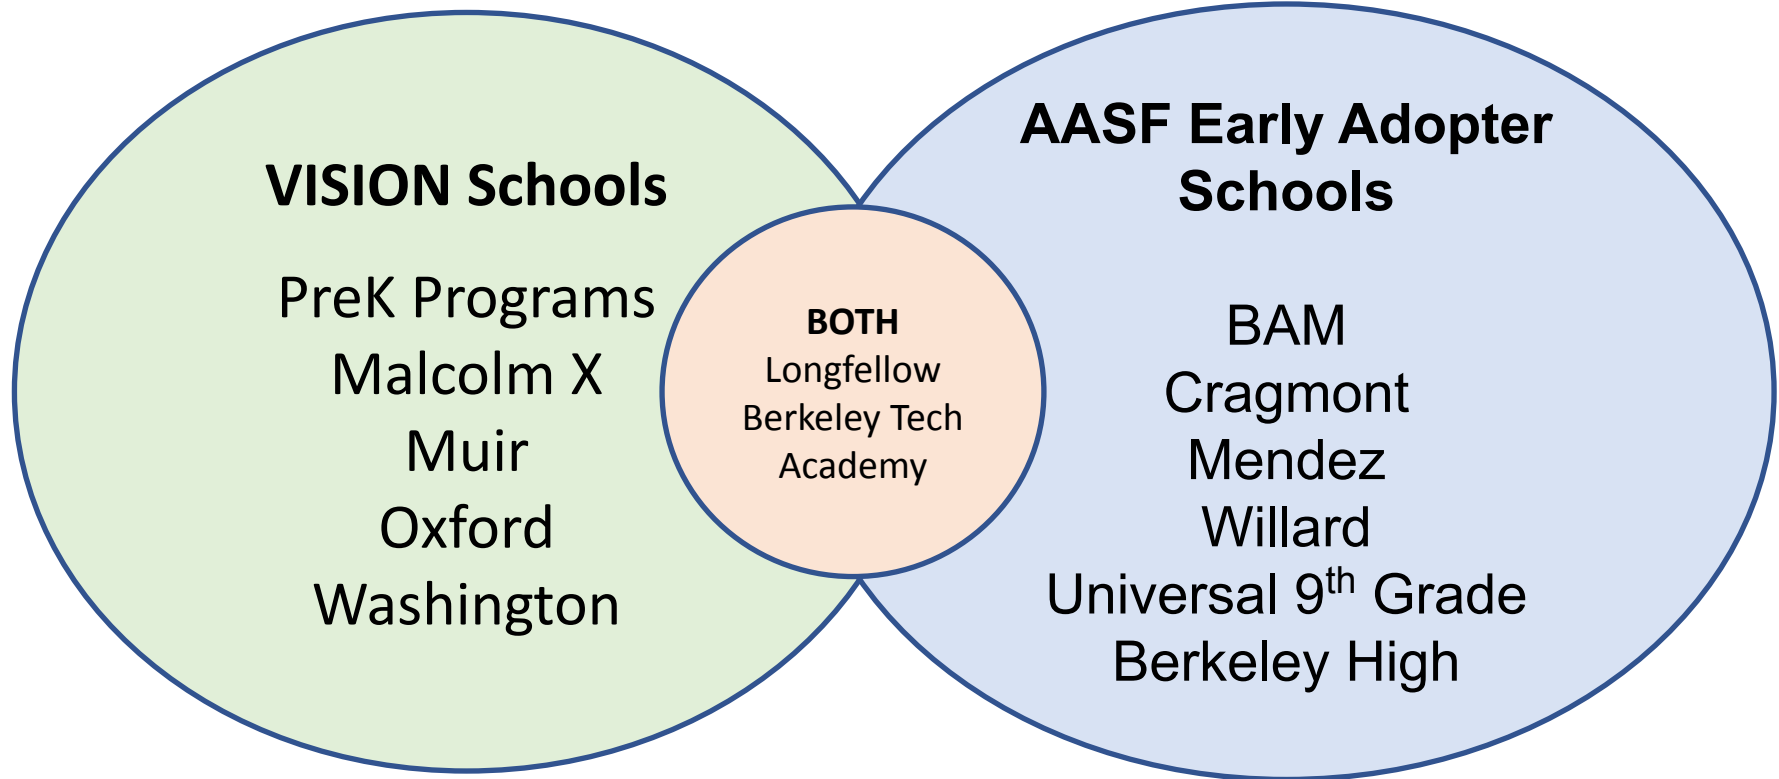 VISION Schools
PreK Programs
Malcolm X
Muir
Oxford
Washington
BOTH
Longfellow
Berkeley Tech
Academy
AASF Early Adopter
Schools
BAM
Cragmont
Mendez
Willard
Universal 9th Grade
Berkeley High